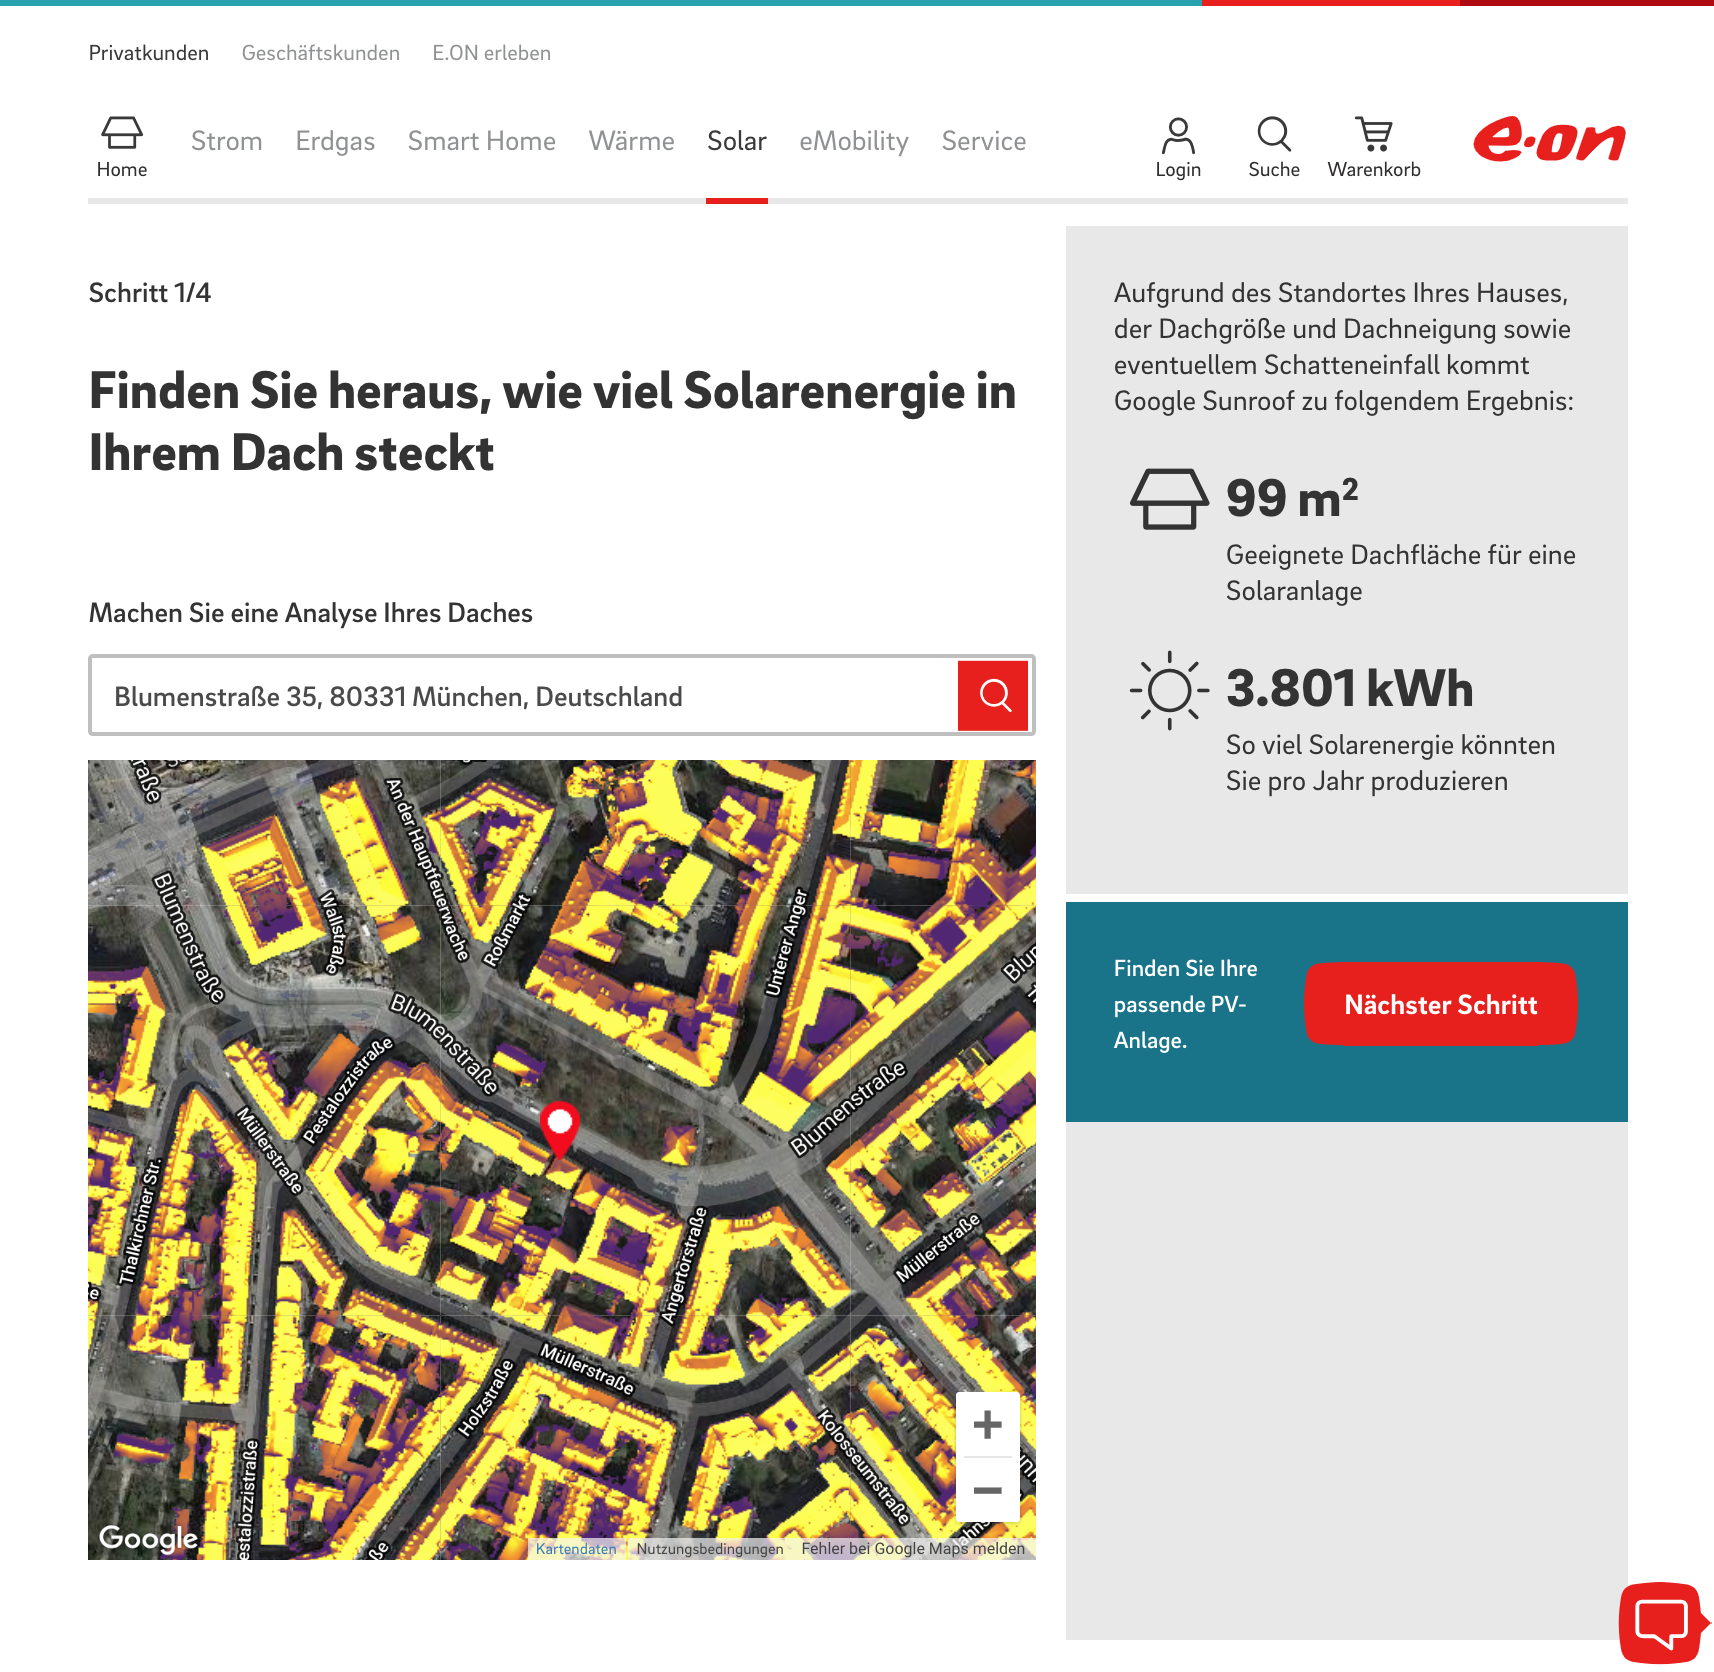 Privatkunden Geschäftskunden E.ON erleben
Home Strom Erdgas Smart Home Wärme Solar eMobility Service Login Suche Warenkorb e·on
Schritt 1/4
Finden Sie heraus, wie viel Solarenergie in
Ihrem Dach steckt
Machen Sie eine Analyse Ihres Daches
Blumenstraße 35, 80331 München, Deutschland
An der Hauptfeuerwache
Blumenstraße
Wallstraße
Roßmarkt
Unterer Anger
Blumenstraße
Pestalozzistraße
Blumenstraße
Müllerstraße
Thalkirchner Str.
Angertorstraße
Müllerstraße
Müllerstraße
Holzstraße
Kolosseumstraße
estalozzistraße
Google
Kartendaten Nutzungsbedingungen Fehler bei Google Maps melden
Aufgrund des Standortes Ihres Hauses,
der Dachgröße und Dachneigung sowie
eventuellem Schatteneinfall kommt
Google Sunroof zu folgendem Ergebnis:
99 m²
Geeignete Dachfläche für eine
Solaranlage
3.801 kWh
So viel Solarenergie könnten
Sie pro Jahr produzieren
Finden Sie Ihre
passende PV-
Anlage.
Nächster Schritt